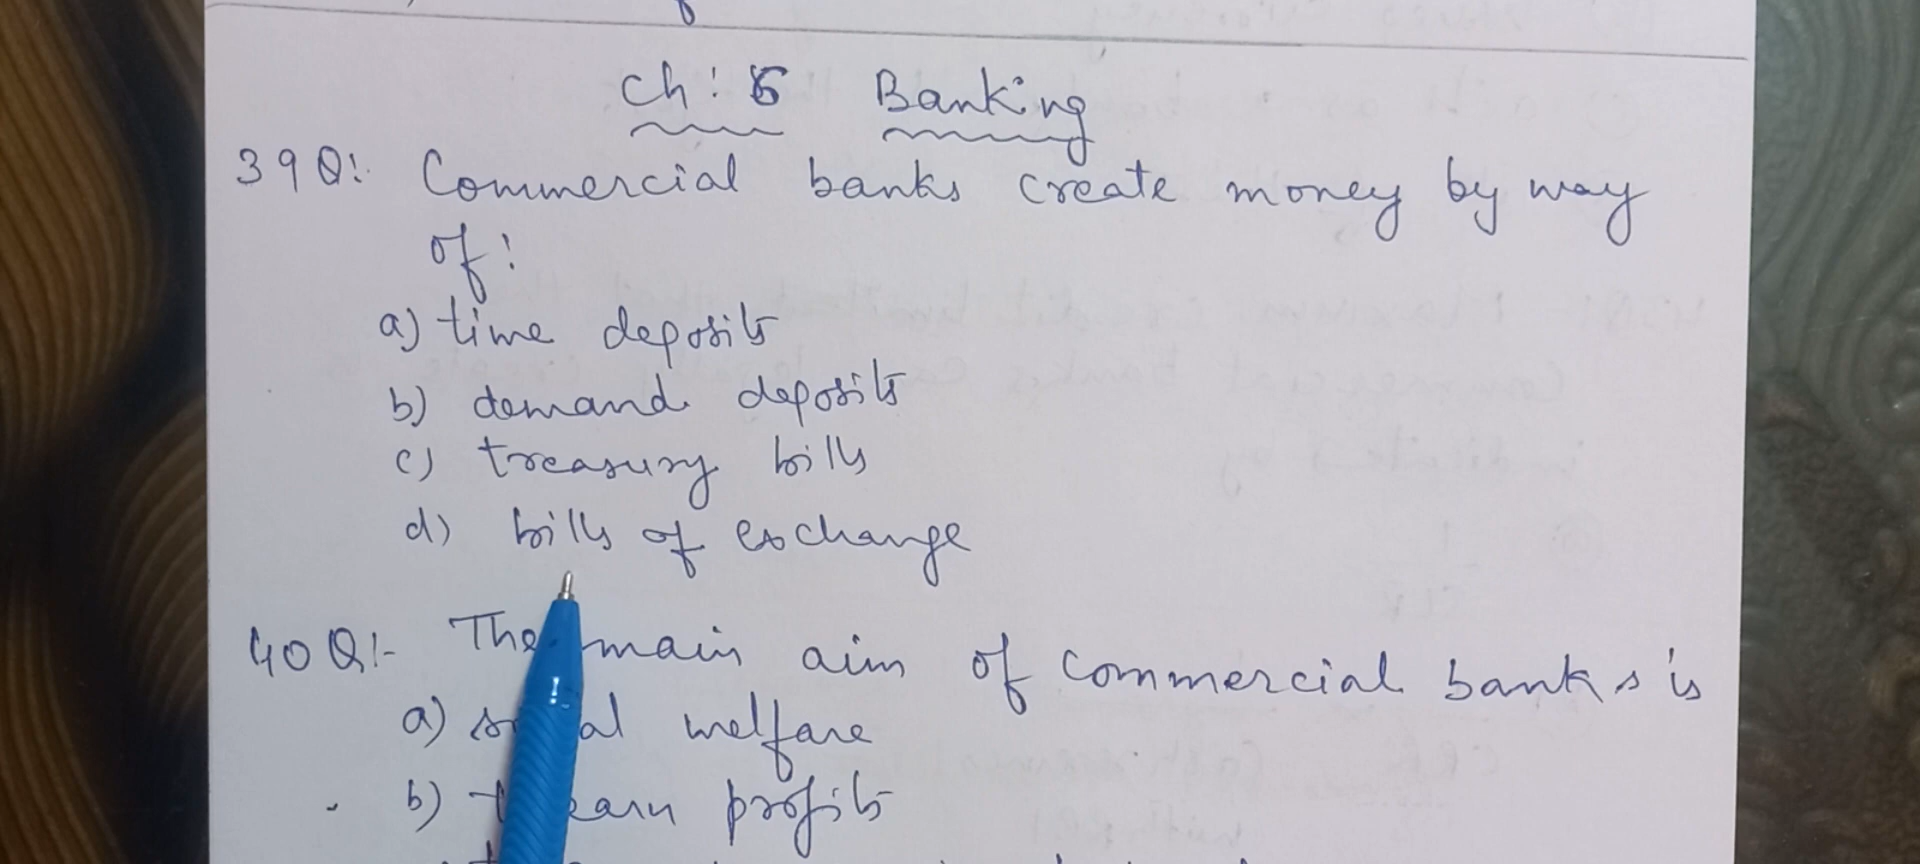 Ch: 6 Banking
39Q:. Commercial banks create money by way
of:
a) time deposits
b) demand deposits
c) treasury bills
d) bills of exchange
40Q:- The main aim of commercial banks is
a) welfare
b) earn profits